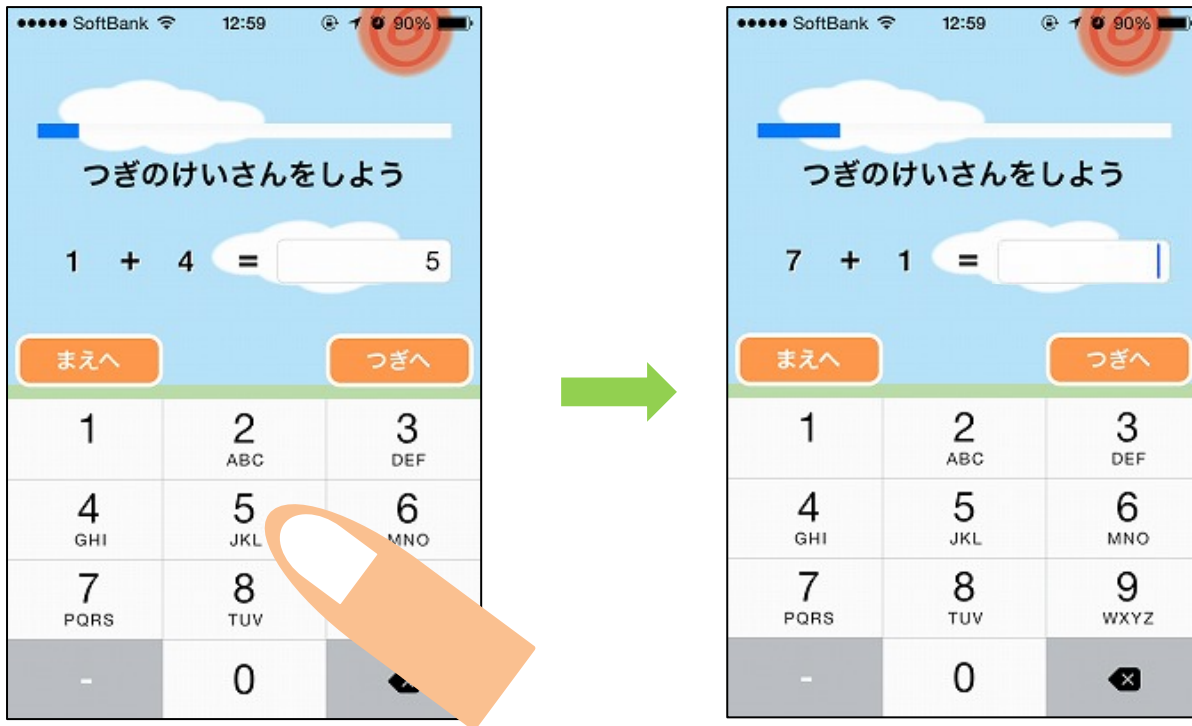 ●●●●● SoftBank 12:59 90%
つぎのけいさんをしよう
1 + 4 = 5
まえへ つぎへ
1 2 3
ABC DEF
4 5 6
GHI JKL MNO
7 8
PQRS TUV
- 0
●●●●● SoftBank 12:59 90%
つぎのけいさんをしよう
7 + 1 =
まえへ つぎへ
1 2 3
ABC DEF
4 5 6
GHI JKL MNO
7 8 9
PQRS TUV WXYZ
- 0